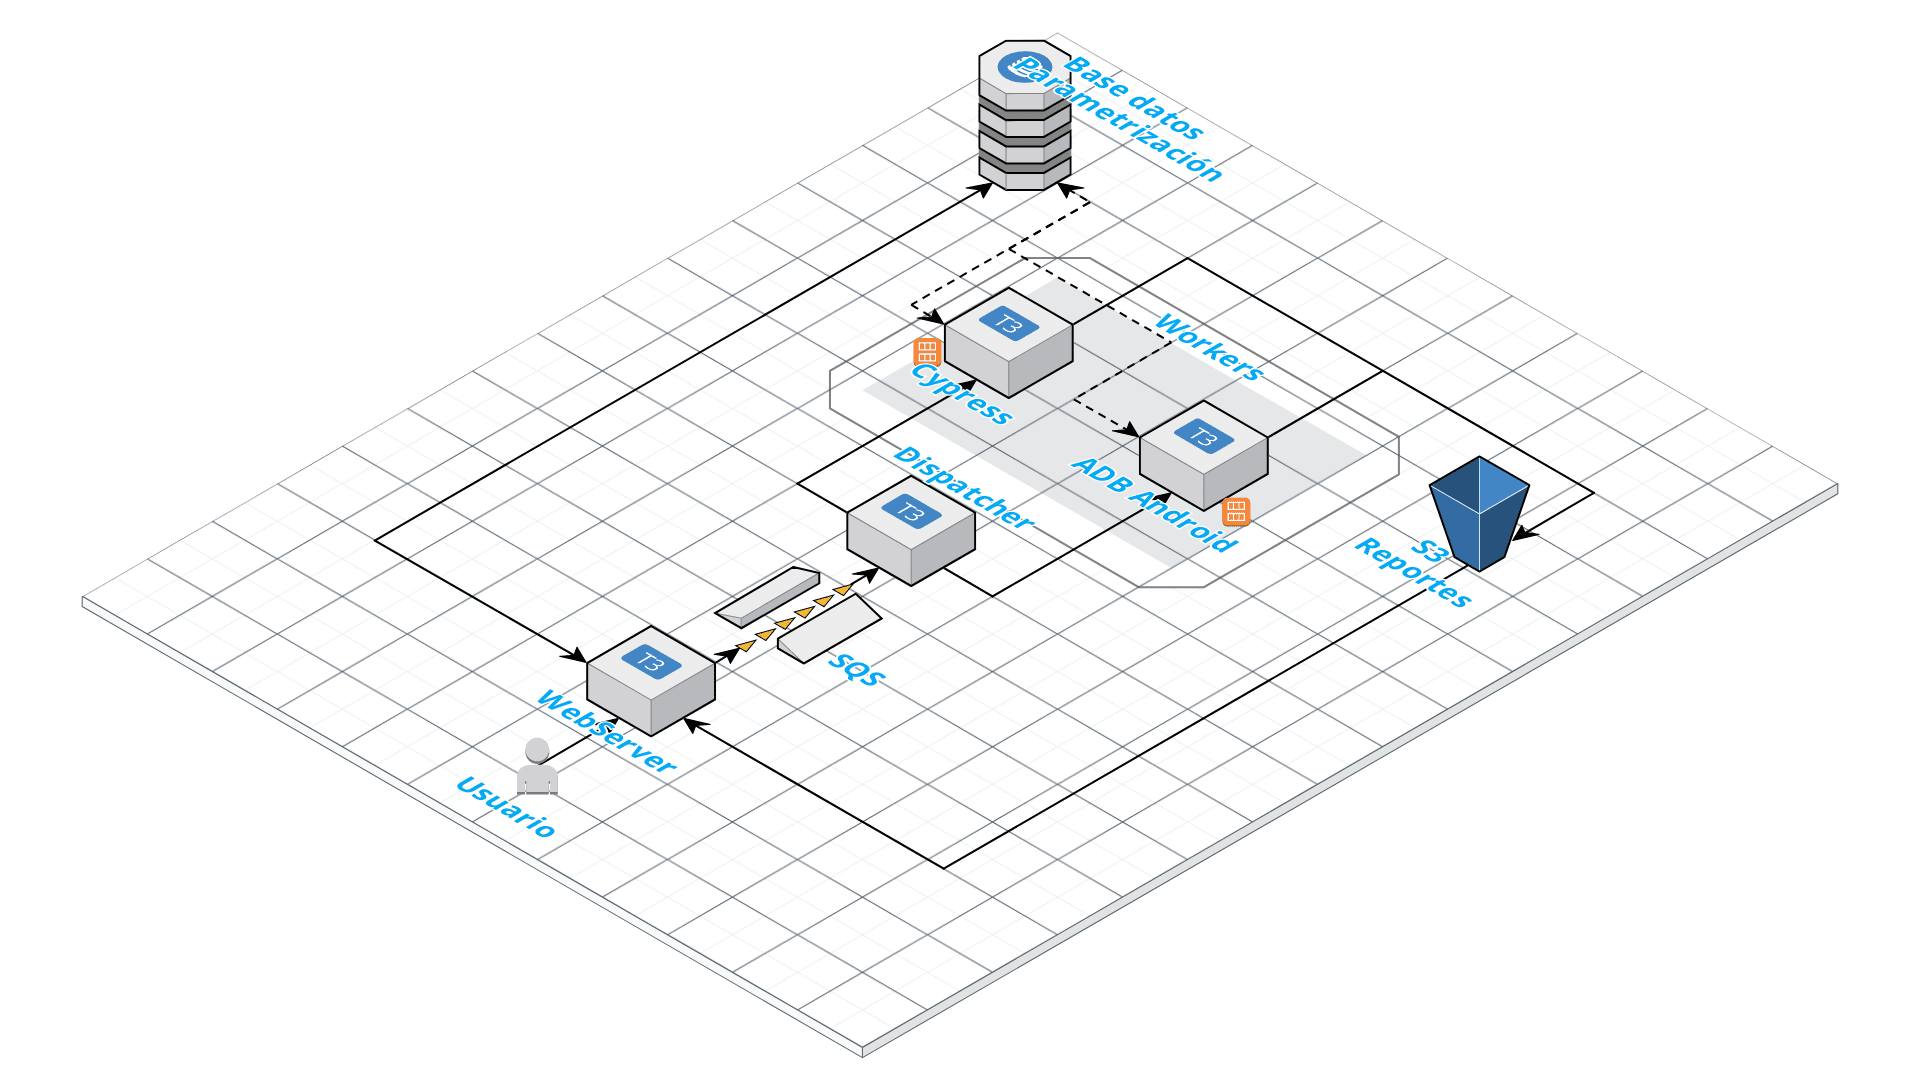 Base datos
Parametrización
T3
Workers
Cypress
T3
ADB Android
Dispatcher
T3
S3
Reportes
SQS
T3
WebServer
Usuario